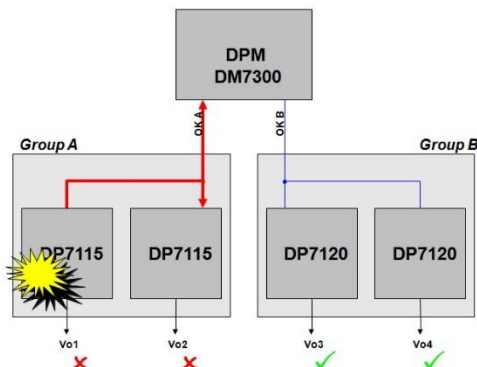 DPM
DM7300
OK A
OK B
Group A
Group B
DP7115
DP7115
DP7120
DP7120
Vo1
Vo2
Vo3
Vo4